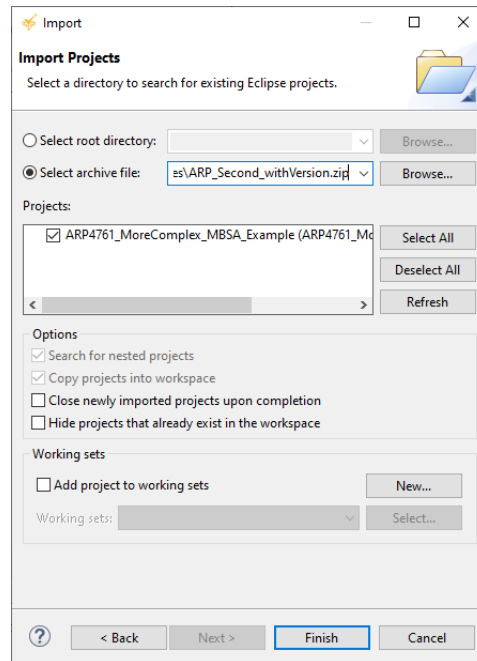 Import
Import Projects
Select a directory to search for existing Eclipse projects.
Select root directory:
Browse...
Select archive file:
es\ARP_Second_withVersion.zip
Browse...
Projects:
ARP4761_MoreComplex_MBSA_Example (ARP4761_Mo
Select All
Deselect All
Refresh
Options
Search for nested projects
Copy projects into workspace
Close newly imported projects upon completion
Hide projects that already exist in the workspace
Working sets
Add project to working sets
New...
Working sets:
Select...
?
< Back
Next >
Finish
Cancel